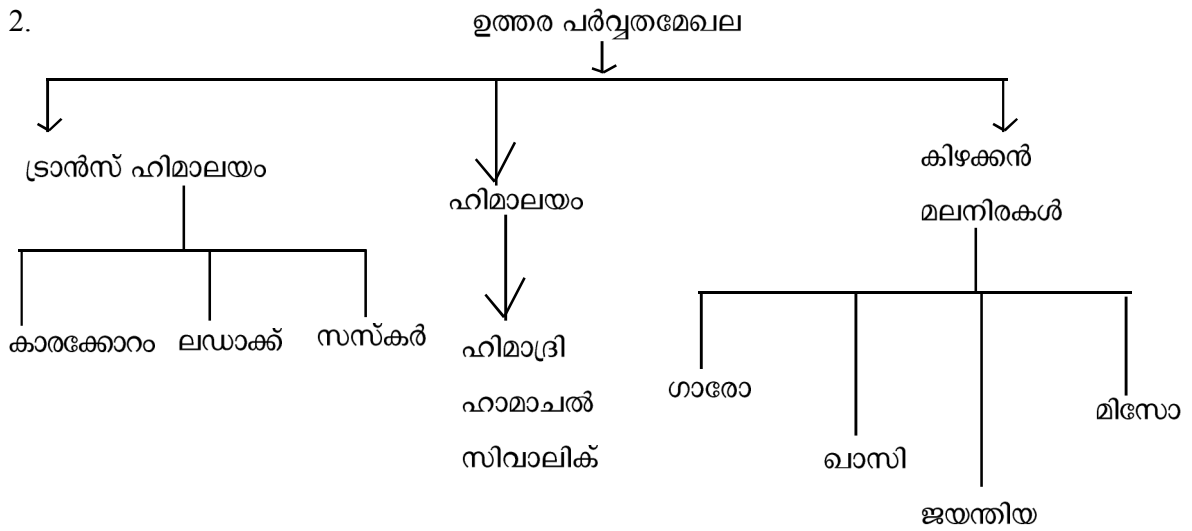 2.
ഉത്തര പർവ്വതമേഖല
ട്രാൻസ് ഹിമാലയം
ഹിമാലയം
കിഴക്കൻ
മലനിരകൾ
കാരക്കോറം
ലഡാക്ക്
സസ്കർ
ഹിമാദ്രി
ഹാമാചൽ
സിവാലിക്
ഗാരോ
ഖാസി
ജയന്തിയ
മിസോ